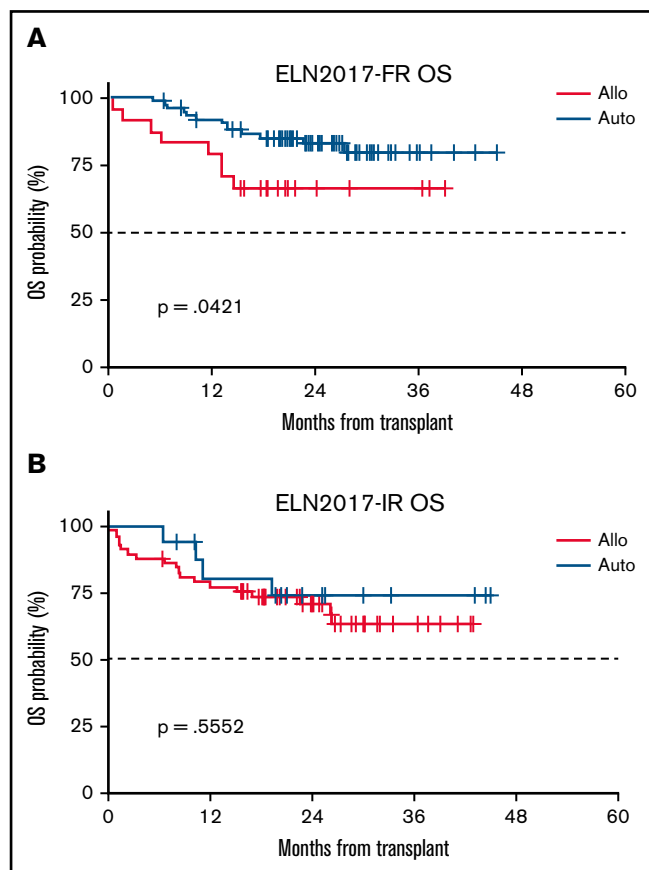 A
ELN2017-FR OS
100
75
50
25
0
OS probability (%)
Allo
Auto
p = .0421
0 12 24 36 48 60
Months from transplant
B
ELN2017-IR OS
100
75
50
25
0
OS probability (%)
Allo
Auto
p = .5552
0 12 24 36 48 60
Months from transplant